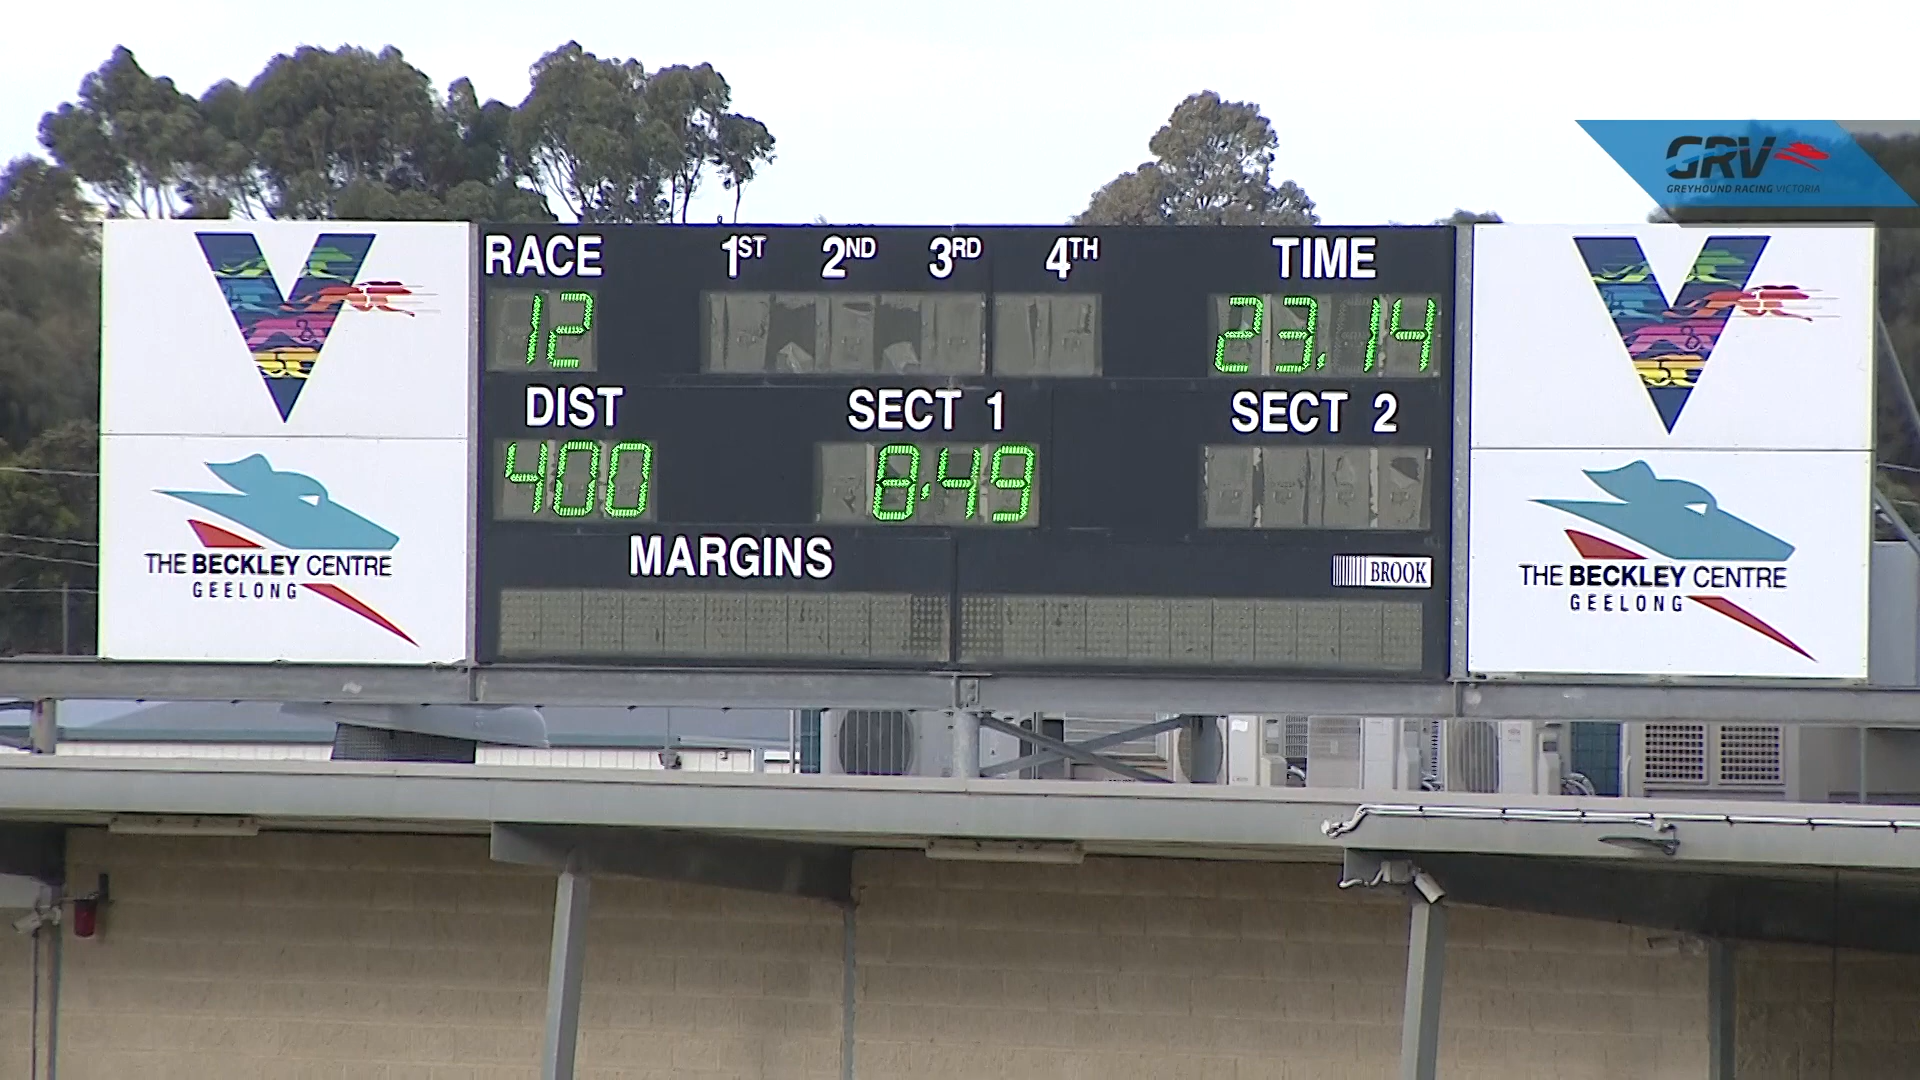 GRV
GREYHOUND RACING VICTORIA
RACE 1ST 2ND 3RD 4TH TIME
12 23.14
DIST SECT 1 SECT 2
400 8.49
MARGINS
BROOK
THE BECKLEY CENTRE
GEELONG
THE BECKLEY CENTRE
GEELONG